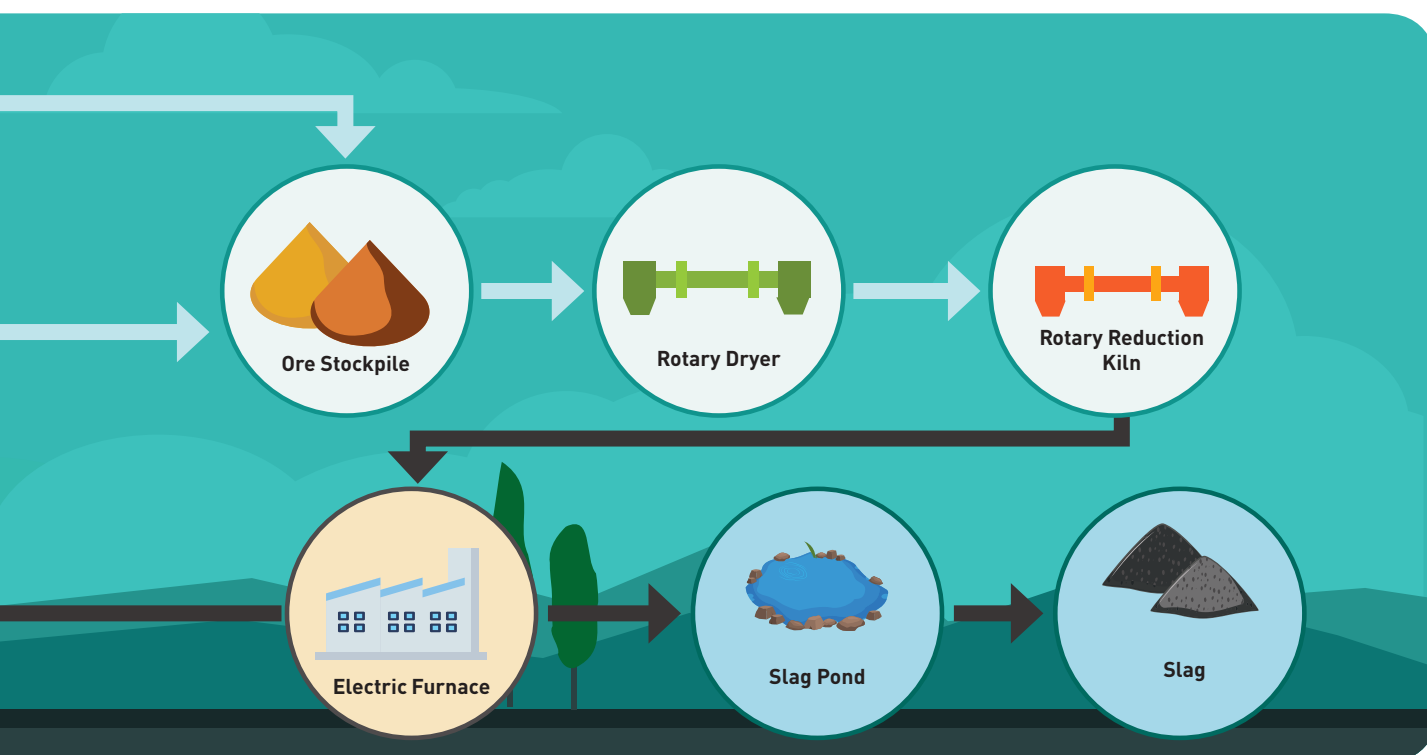 Ore Stockpile
Rotary Dryer
Rotary Reduction
Kiln
Electric Furnace
Slag Pond
Slag